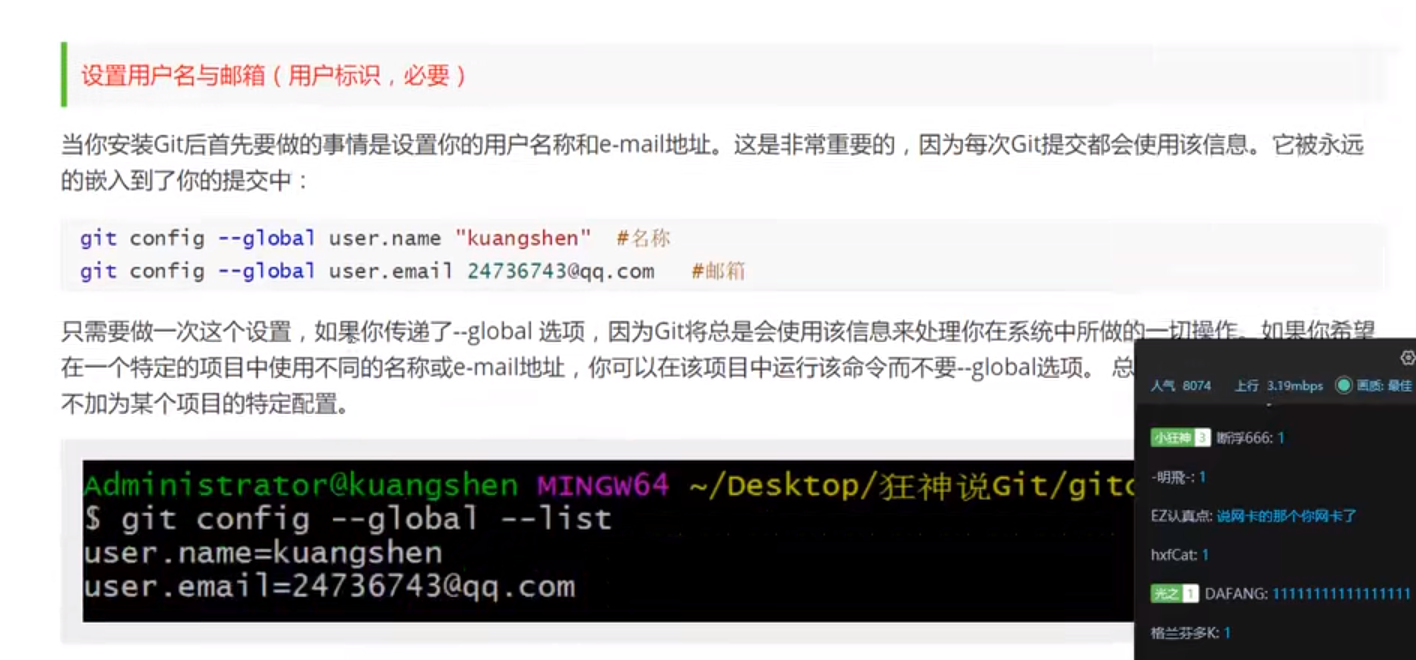 设置用户名与邮箱（用户标识，必要）
当你安装Git后首先要做的事情是设置你的用户名称和e-mail地址。这是非常重要的，因为每次Git提交都会使用该信息。它被永远
的嵌入到了你的提交中：
git config --global user.name "kuangshen"  #名称
git config --global user.email 24736743@qq.com   #邮箱
只需要做一次这个设置，如果你传递了--global 选项，因为Git将总是会使用该信息来处理你在系统中所做的一切操作。如果你希望
在一个特定的项目中使用不同的名称或e-mail地址，你可以在该项目中运行该命令而不要--global选项。 总
不加为某个项目的特定配置。
Administrator@kuangshen MINGW64 ~/Desktop/狂神说Git/gitc
$ git config --global --list
user.name=kuangshen
user.email=24736743@qq.com
人气 8074 上行 3.19mbps 画质: 最佳
小狂神 3 断浮666: 1
-明飛-: 1
EZ认真点: 说网卡的那个你网卡了
hxfCat: 1
光之 1 DAFANG: 11111111111111111
格兰芬多K: 1